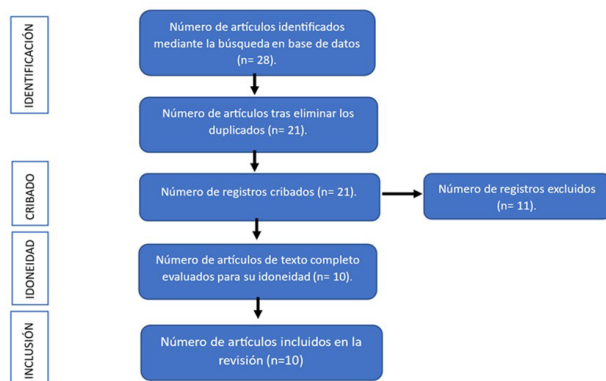 IDENTIFICACIÓN
Número de artículos identificados
mediante la búsqueda en base de datos
(n= 28).
Número de artículos tras eliminar los
duplicados (n= 21).
CRIBADO
Número de registros cribados (n= 21).
Número de registros excluidos
(n= 11).
IDONEIDAD
Número de artículos de texto completo
evaluados para su idoneidad (n= 10).
INCLUSIÓN
Número de artículos incluidos en la
revisión (n=10)